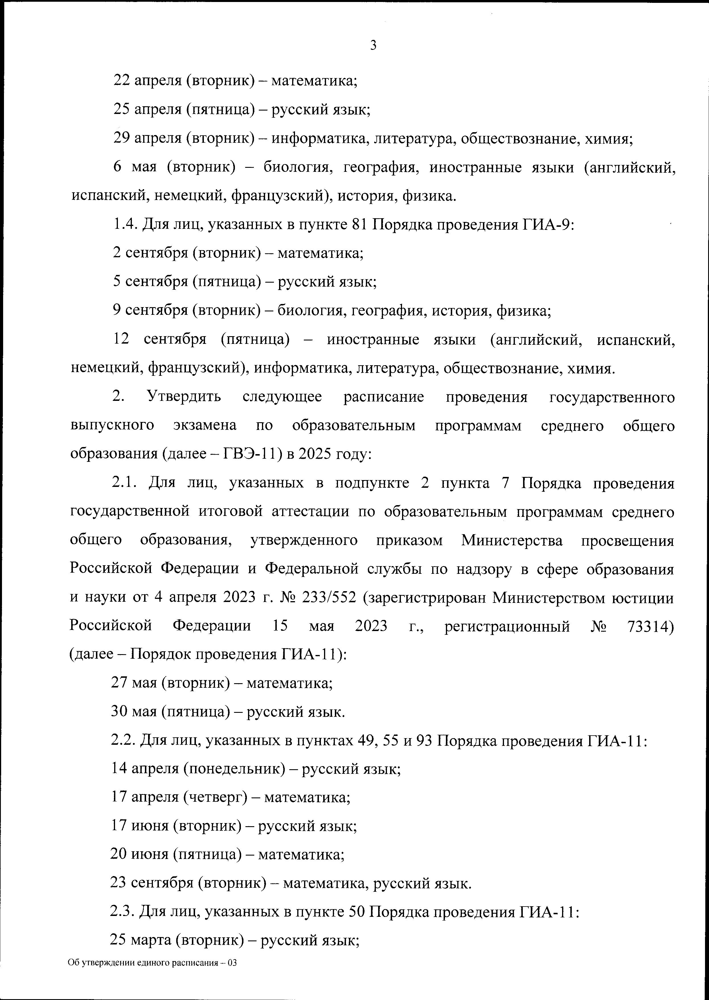 3
22 апреля (вторник) – математика;
25 апреля (пятница) – русский язык;
29 апреля (вторник) – информатика, литература, обществознание, химия;
6 мая (вторник) – биология, география, иностранные языки (английский,
испанский, немецкий, французский), история, физика.
1.4. Для лиц, указанных в пункте 81 Порядка проведения ГИА-9:
2 сентября (вторник) – математика;
5 сентября (пятница) – русский язык;
9 сентября (вторник) – биология, география, история, физика;
12 сентября (пятница) – иностранные языки (английский, испанский,
немецкий, французский), информатика, литература, обществознание, химия.
2. Утвердить следующее расписание проведения государственного
выпускного экзамена по образовательным программам среднего общего
образования (далее – ГВЭ-11) в 2025 году:
2.1. Для лиц, указанных в подпункте 2 пункта 7 Порядка проведения
государственной итоговой аттестации по образовательным программам среднего
общего образования, утвержденного приказом Министерства просвещения
Российской Федерации и Федеральной службы по надзору в сфере образования
и науки от 4 апреля 2023 г. № 233/552 (зарегистрирован Министерством юстиции
Российской Федерации 15 мая 2023 г., регистрационный № 73314)
(далее – Порядок проведения ГИА-11):
27 мая (вторник) – математика;
30 мая (пятница) – русский язык.
2.2. Для лиц, указанных в пунктах 49, 55 и 93 Порядка проведения ГИА-11:
14 апреля (понедельник) – русский язык;
17 апреля (четверг) – математика;
17 июня (вторник) – русский язык;
20 июня (пятница) – математика;
23 сентября (вторник) – математика, русский язык.
2.3. Для лиц, указанных в пункте 50 Порядка проведения ГИА-11:
25 марта (вторник) – русский язык;
Об утверждении единого расписания – 03